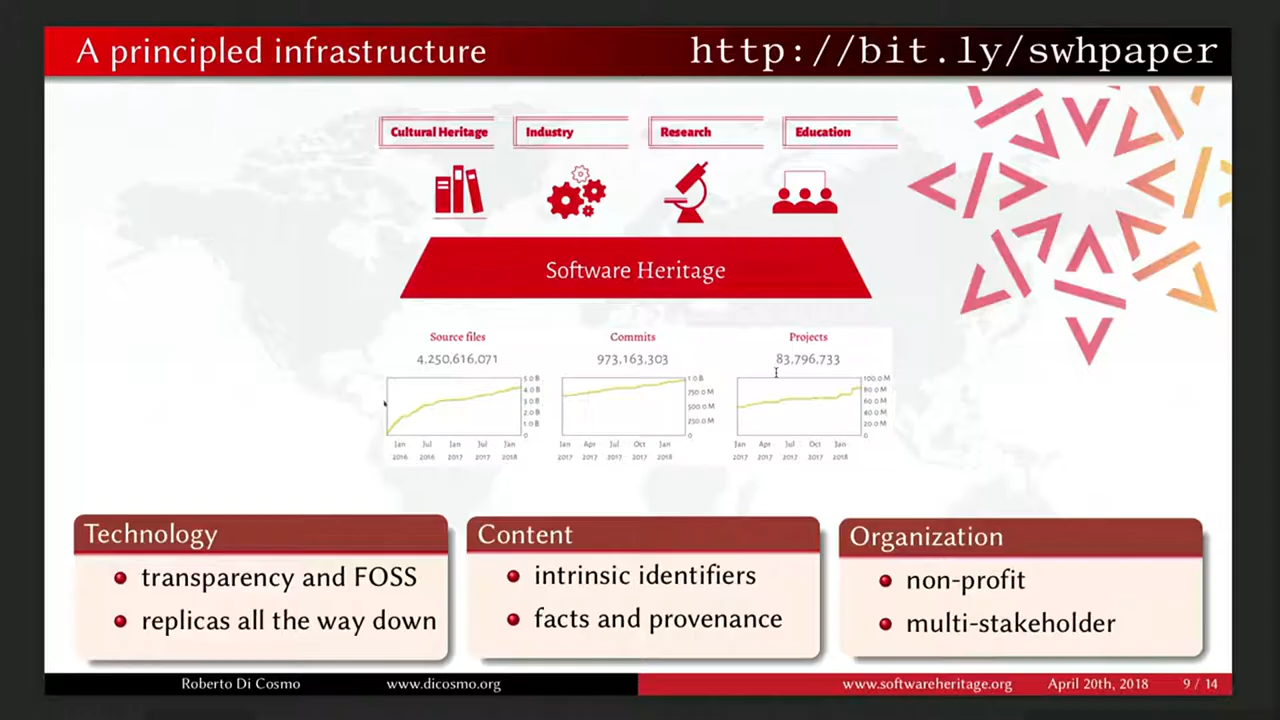 A principled infrastructure http://bit.ly/swhpaper
Cultural Heritage Industry Research Education
Software Heritage
Source files Commits Projects
4.250,616,071 973,163,303 83,796,733
5.0 B
4.0 B
3.0 B
2.0 B
1.0 B
0
Jan Jul Jan Jul Jan
2016 2016 2017 2017 2018
1.0 B
750.0 M
500.0 M
250.0 M
0
Jan Apr Jul Oct Jan
2017 2017 2017 2017 2018
100.0 M
80.0 M
60.0 M
40.0 M
20.0 M
0
Jan Apr Jul Oct Jan
2017 2017 2017 2017 2018
Technology
transparency and FOSS
replicas all the way down
Content
intrinsic identifiers
facts and provenance
Organization
non-profit
multi-stakeholder
Roberto Di Cosmo www.dicosmo.org www.softwareheritage.org April 20th, 2018 9 / 14